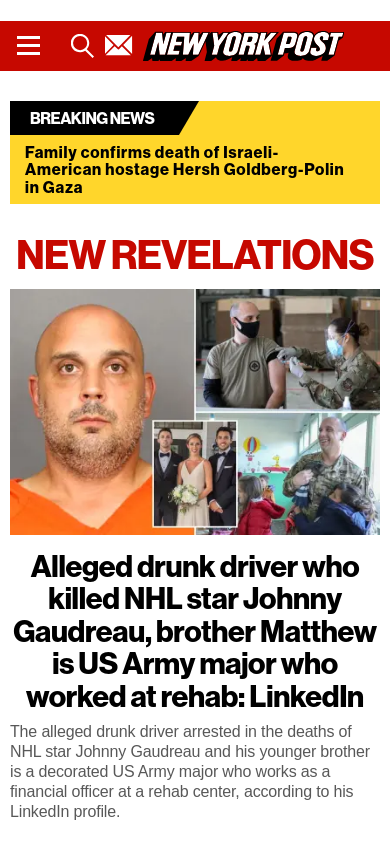 NEW YORK POST
BREAKING NEWS
Family confirms death of Israeli-
American hostage Hersh Goldberg-Polin
in Gaza
NEW REVELATIONS
Alleged drunk driver who
killed NHL star Johnny
Gaudreau, brother Matthew
is US Army major who
worked at rehab: LinkedIn
The alleged drunk driver arrested in the deaths of
NHL star Johnny Gaudreau and his younger brother
is a decorated US Army major who works as a
financial officer at a rehab center, according to his
LinkedIn profile.